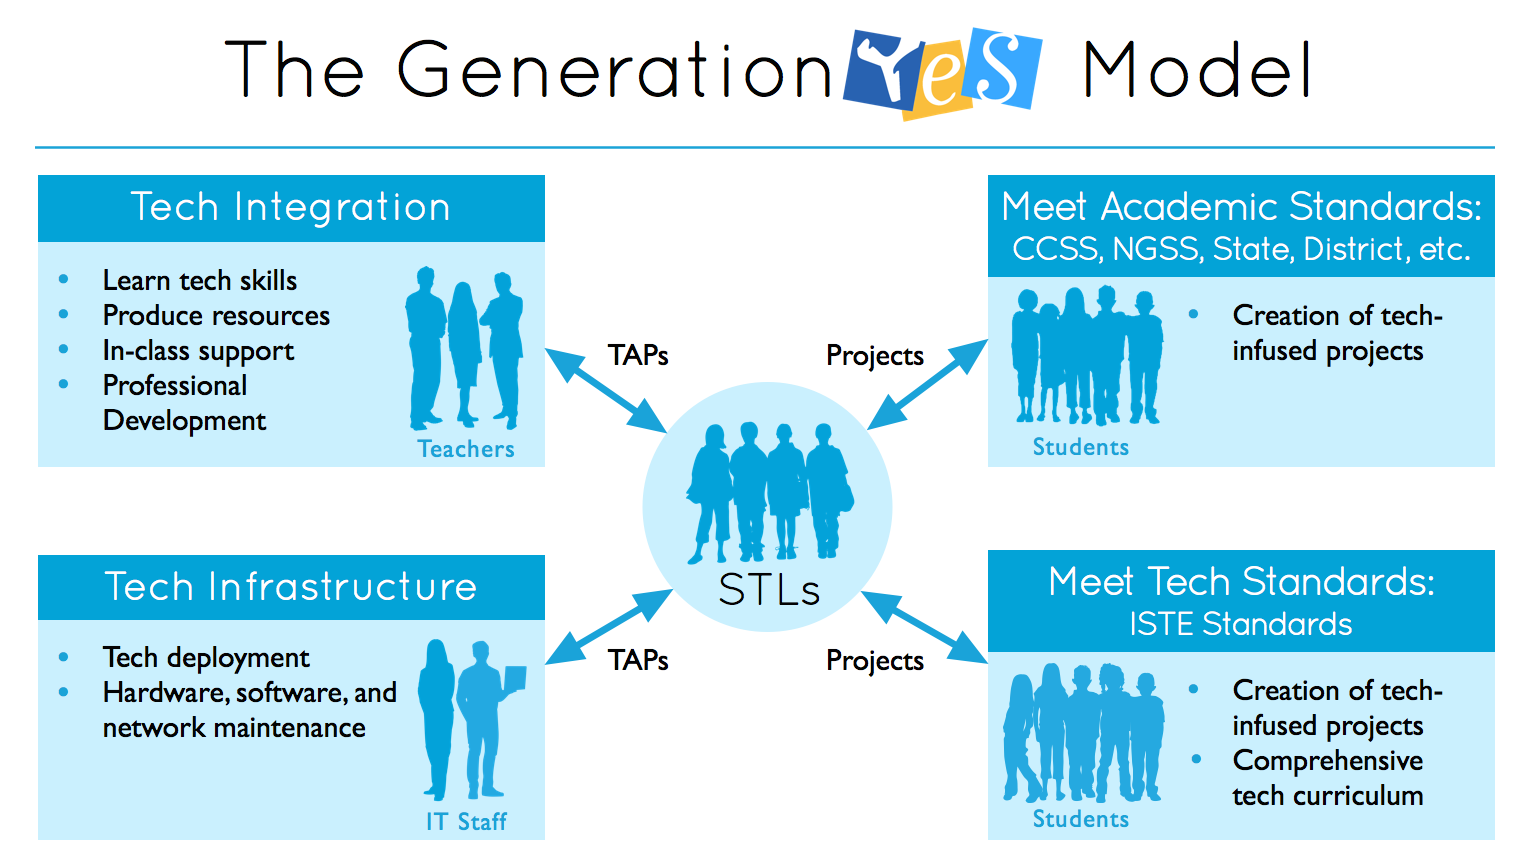 The Generation YeS Model
Tech Integration
• Learn tech skills
• Produce resources
• In-class support
• Professional
Development
Teachers
Meet Academic Standards:
CCSS, NGSS, State, District, etc.
• Creation of tech-
infused projects
Students
TAPs
Projects
STLs
TAPs
Projects
Tech Infrastructure
• Tech deployment
• Hardware, software, and
network maintenance
IT Staff
Meet Tech Standards:
ISTE Standards
• Creation of tech-
infused projects
• Comprehensive
tech curriculum
Students